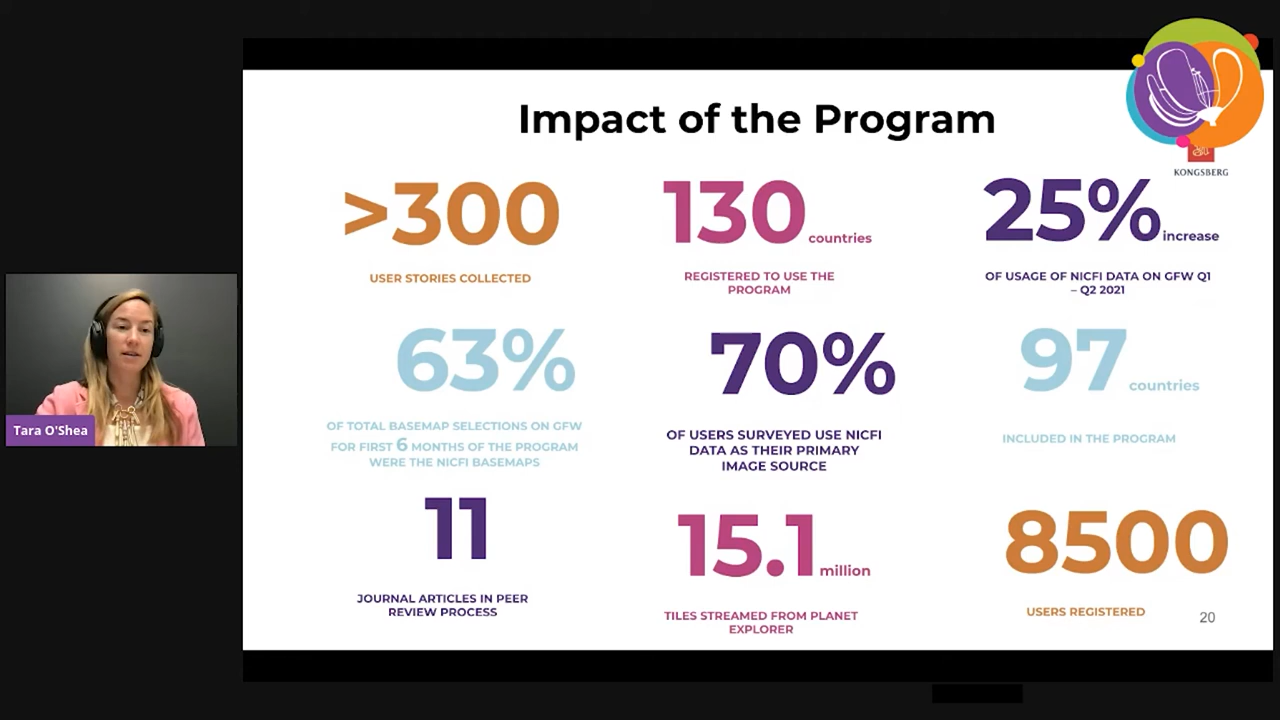 Impact of the Program
KONGSBERG
>300
USER STORIES COLLECTED
130 countries
REGISTERED TO USE THE
PROGRAM
25% increase
OF USAGE OF NICFI DATA ON GFW Q1
– Q2 2021
63%
OF TOTAL BASEMAP SELECTIONS ON GFW
FOR FIRST 6 MONTHS OF THE PROGRAM
WERE THE NICFI BASEMAPS
70%
OF USERS SURVEYED USE NICFI
DATA AS THEIR PRIMARY
IMAGE SOURCE
97 countries
INCLUDED IN THE PROGRAM
11
JOURNAL ARTICLES IN PEER
REVIEW PROCESS
15.1 million
TILES STREAMED FROM PLANET
EXPLORER
8500
USERS REGISTERED
20
Tara O'Shea